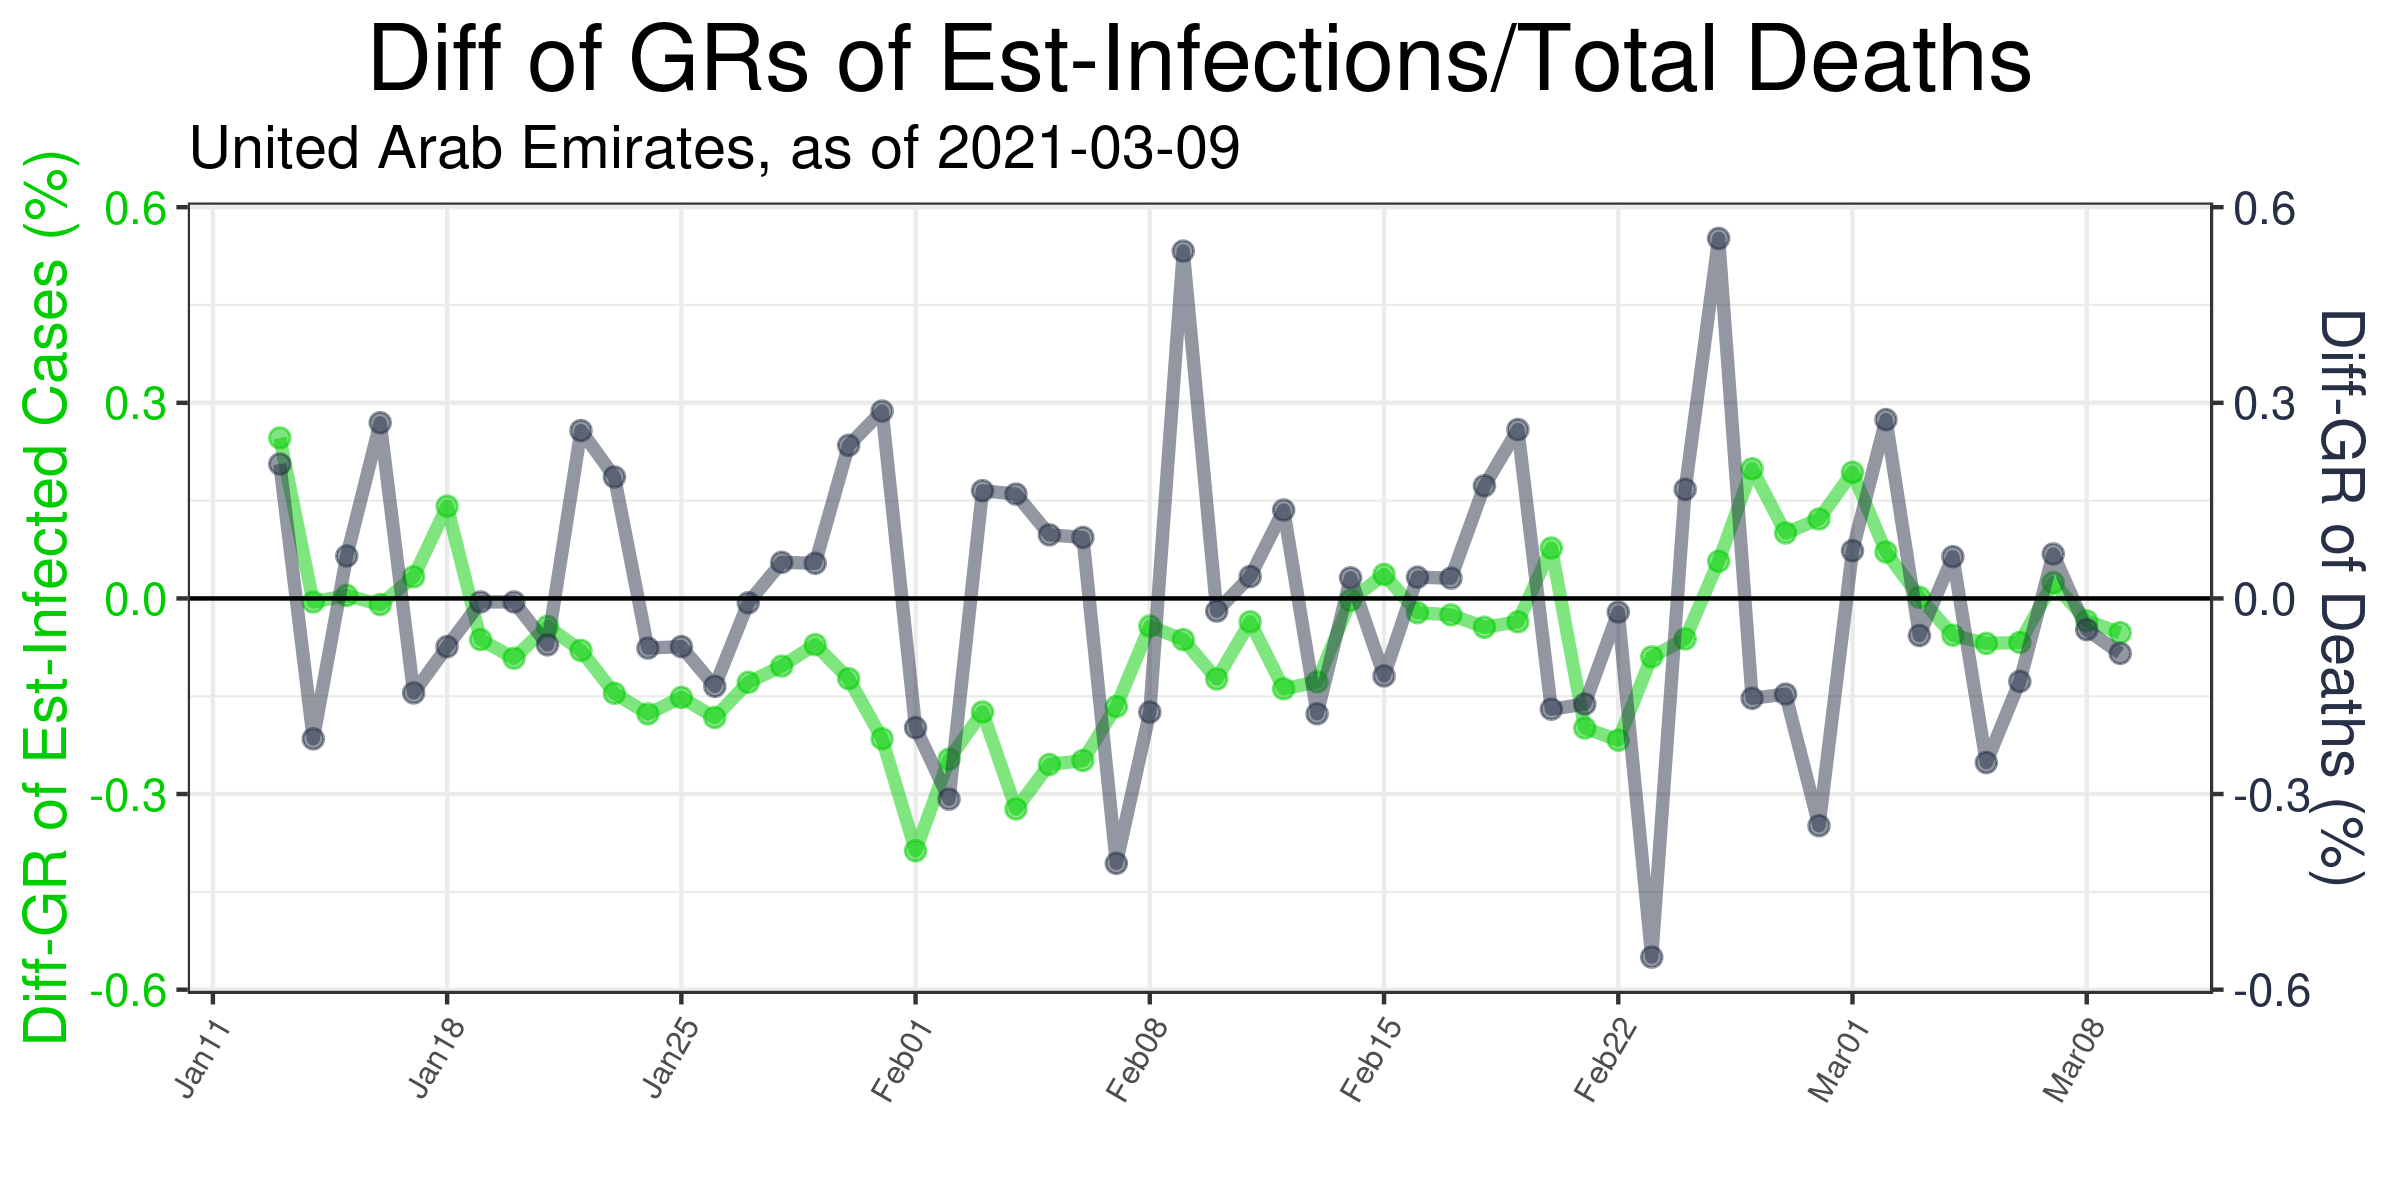 Diff of GRs of Est-Infections/Total Deaths
United Arab Emirates, as of 2021-03-09
Diff-GR of Est-Infected Cases (%)
0.6
0.3
0.0
-0.3
-0.6
0.6
0.3
0.0
-0.3
-0.6
Diff-GR of Deaths (%)
Jan11
Jan18
Jan25
Feb01
Feb08
Feb15
Feb22
Mar01
Mar08